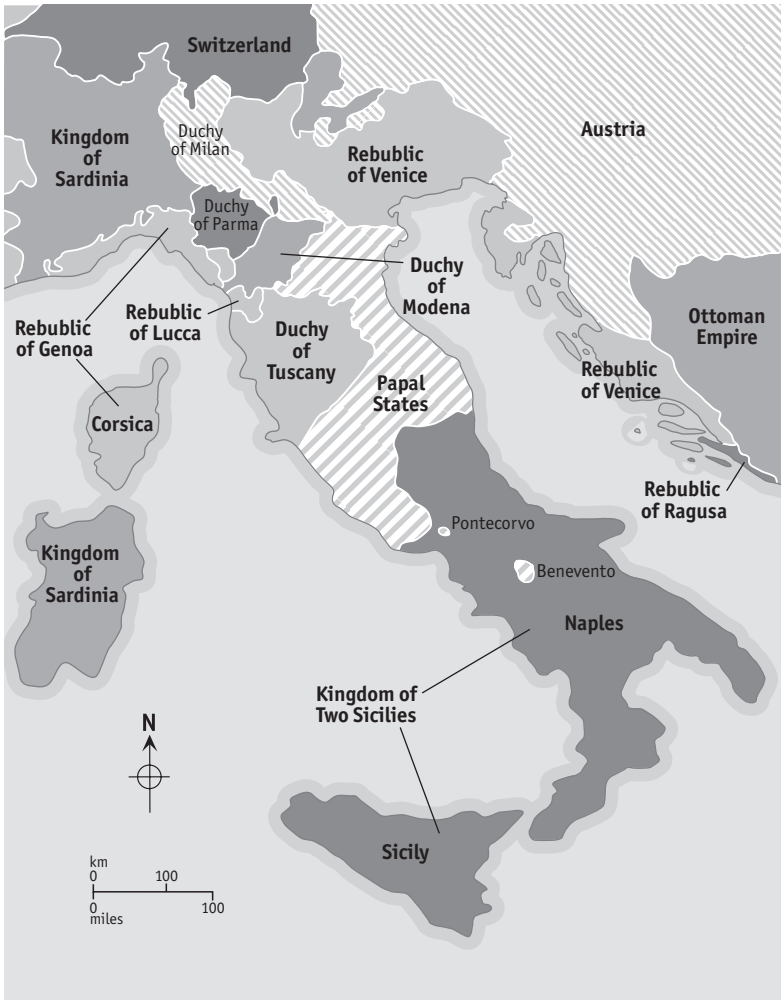 Switzerland
Kingdom
of
Sardinia
Duchy
of Milan
Austria
Rebublic
of Venice
Duchy
of Parma
Duchy
of
Modena
Rebublic
of Genoa
Rebublic
of Lucca
Duchy
of
Tuscany
Ottoman
Empire
Papal
States
Rebublic
of Venice
Corsica
Rebublic
of Ragusa
Pontecorvo
Kingdom
of
Sardinia
Benevento
Naples
Kingdom of
Two Sicilies
N
Sicily
km
0 100
0 100
miles